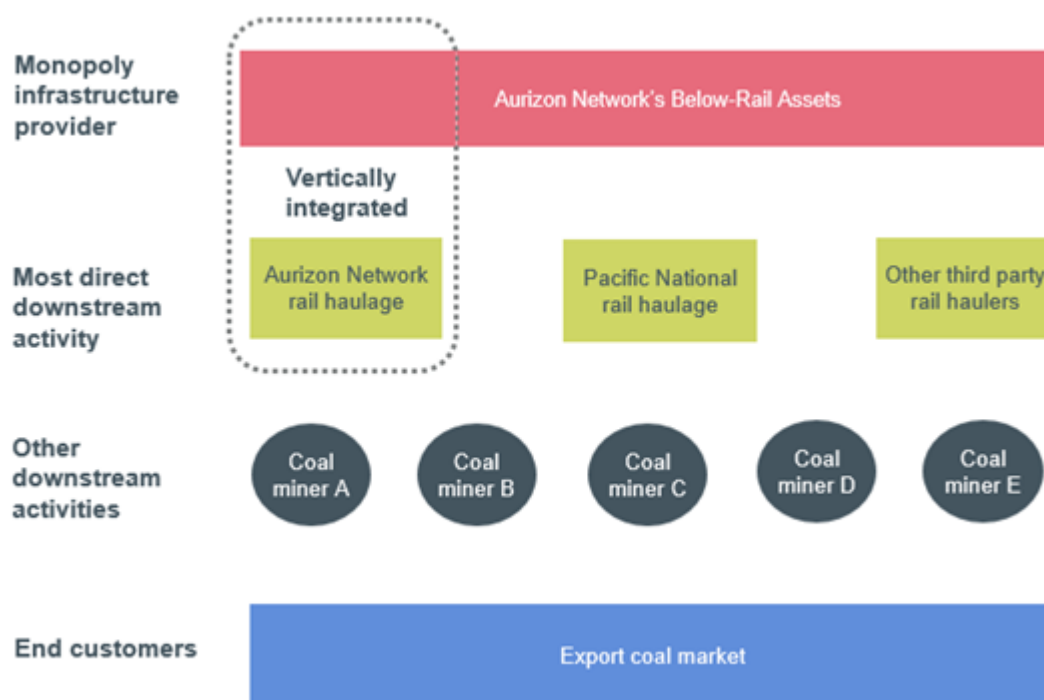 Monopoly
infrastructure
provider
Aurizon Network's Below-Rail Assets
Vertically
integrated
Most direct
downstream
activity
Aurizon Network
rail haulage
Pacific National
rail haulage
Other third party
rail haulers
Other
downstream
activities
Coal
miner A
Coal
miner B
Coal
miner C
Coal
miner D
Coal
miner E
End customers
Export coal market